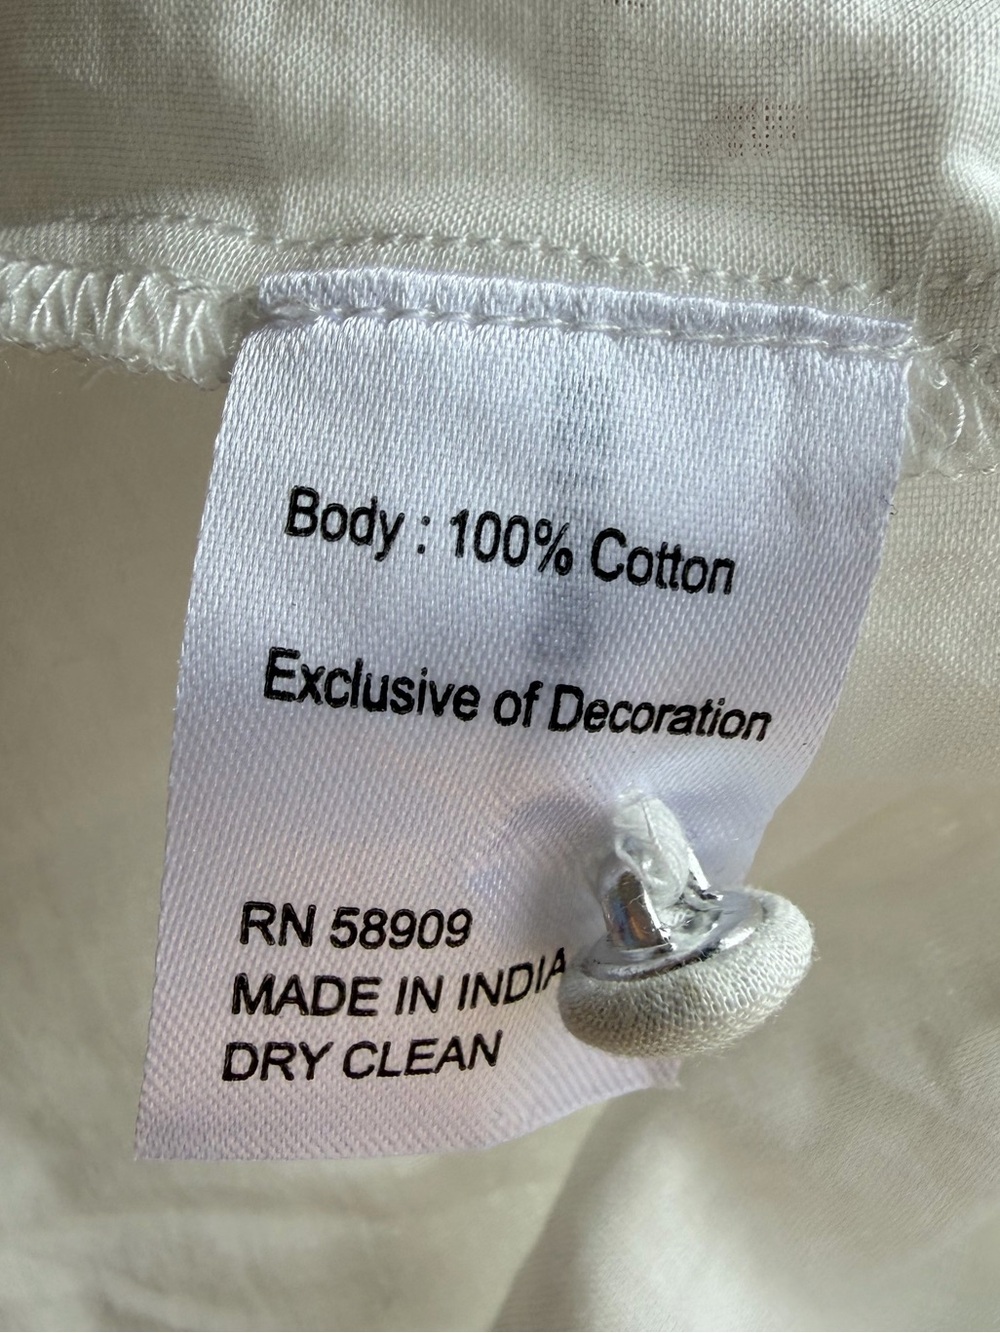 Body : 100% Cotton
Exclusive of Decoration
RN 58909
MADE IN INDIA
DRY CLEAN